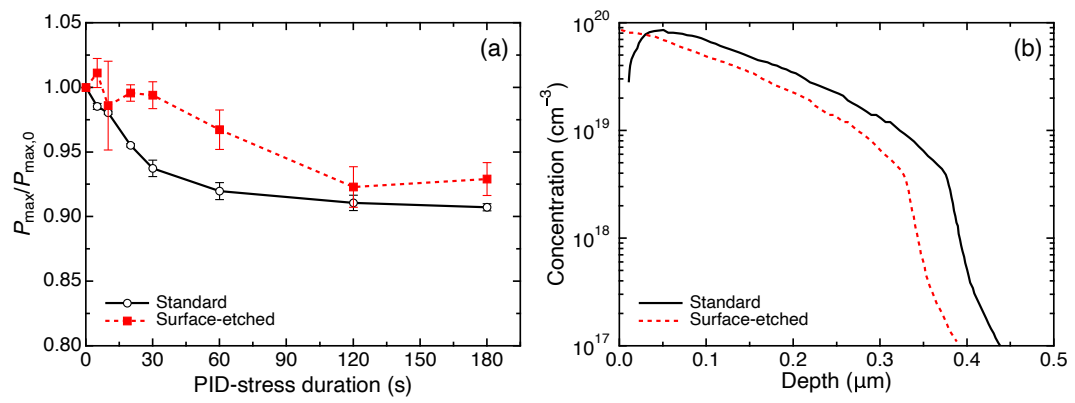 1.05
1.00
0.95
0.90
0.85
0.80
P_max/P_max,0
(a)
Standard
Surface-etched
0 30 60 90 120 150 180
PID-stress duration (s)
10^20
10^19
10^18
10^17
Concentration (cm^−3)
(b)
Standard
Surface-etched
0.0 0.1 0.2 0.3 0.4 0.5
Depth (μm)